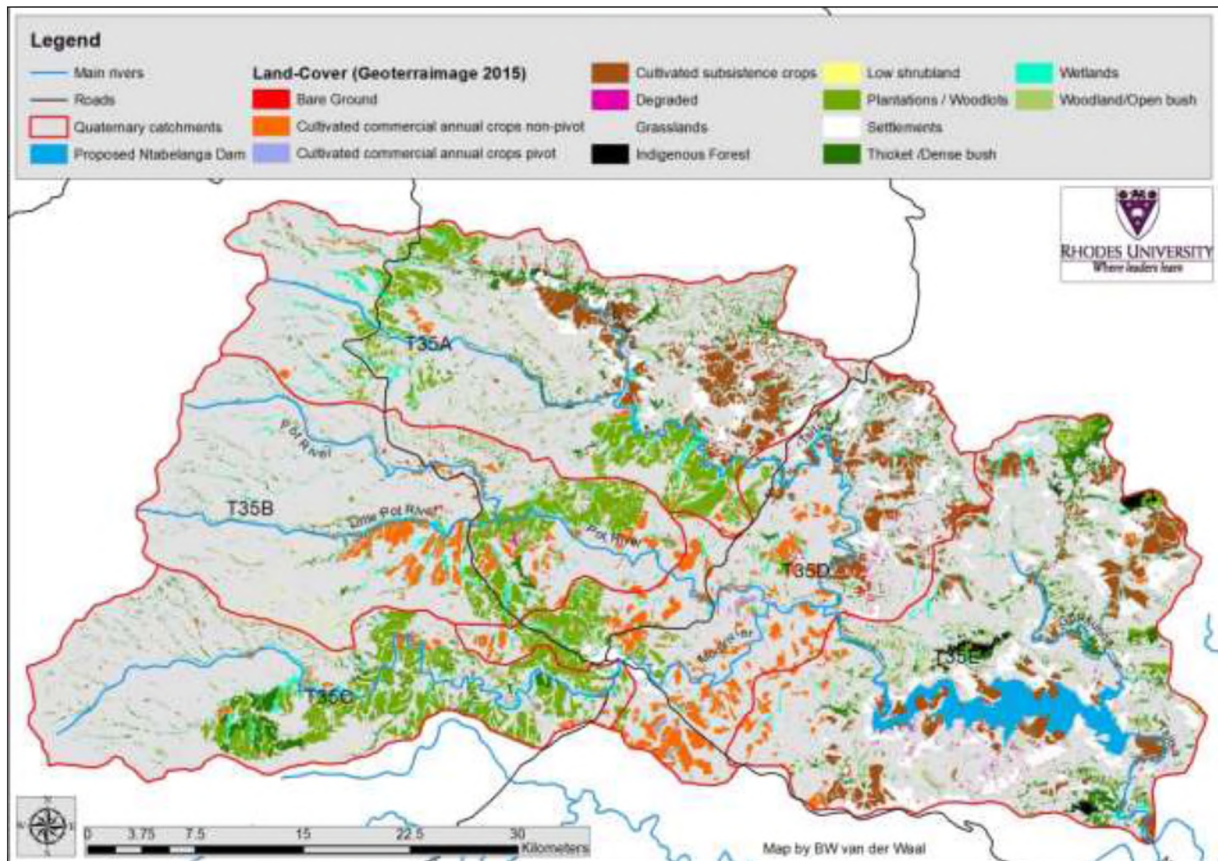 Legend
Main rivers
Roads
Quaternary catchments
Proposed Ntabelanga Dam
Land-Cover (Geoterraimage 2015)
Bare Ground
Cultivated commercial annual crops non-pivot
Cultivated commercial annual crops pivot
Cultivated subsistence crops
Degraded
Grasslands
Indigenous Forest
Low shrubland
Plantations / Woodlots
Settlements
Thicket /Dense bush
Wetlands
Woodland/Open bush
RHODES UNIVERSITY
Where leaders learn
T35A
Pot River
T35B
Little Pot River
Pot River
T35D
T35E
T35C
N
W
E
S
0 3.75 7.5 15 22.5 30
Kilometers
Map by BW van der Waal